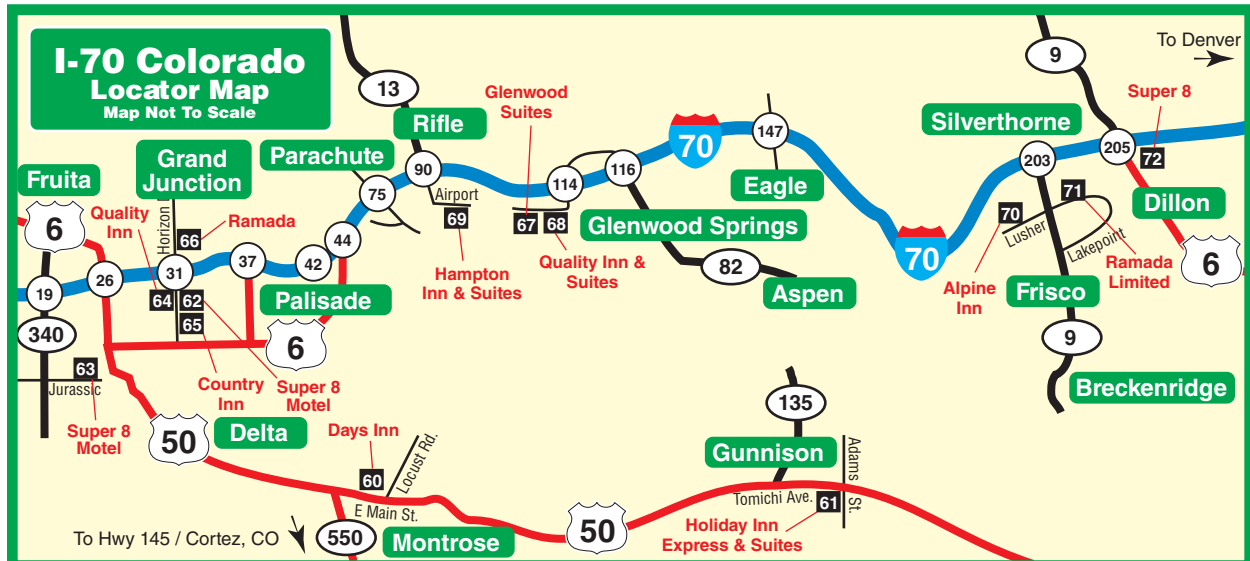 I-70 Colorado
Locator Map
Map Not To Scale
13
Rifle
Glenwood
Suites
70
147
Eagle
9
To Denver
Silverthorne
Super 8
203
205
72
Dillon
6
Fruita
6
Grand
Junction
Parachute
75
90
Airport
69
Hampton
Inn & Suites
67
68
114
116
Glenwood Springs
Quality Inn &
Suites
82
Aspen
70
70
Lusher
71
Lakepoint
Alpine
Inn
Ramada
Limited
Frisco
9
Breckenridge
Quality
Inn
Horizon
66
Ramada
19
26
31
37
42
44
Palisade
64
62
65
6
340
63
Jurassic
Super 8
Motel
Country
Inn
Super 8
Motel
50
Delta
Days Inn
60
Locust Rd.
E Main St.
550
Montrose
To Hwy 145 / Cortez, CO
50
135
Gunnison
Tomichi Ave.
Adams St.
61
Holiday Inn
Express & Suites